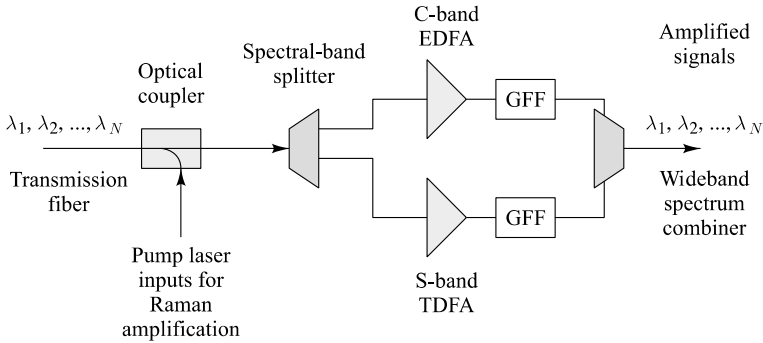 C-band
EDFA
Amplified
signals
Spectral-band
splitter
Optical
coupler
GFF
λ1, λ2, ..., λN
λ1, λ2, ..., λN
Transmission
fiber
Wideband
spectrum
combiner
GFF
Pump laser
inputs for
Raman
amplification
S-band
TDFA